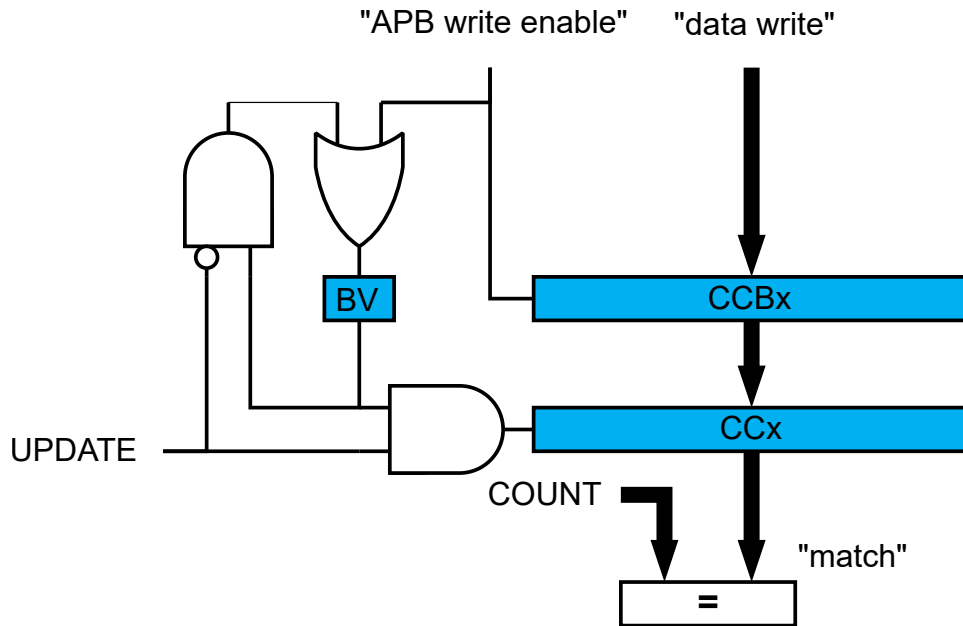 "APB write enable"
"data write"
BV
CCBx
UPDATE
CCx
COUNT
"match"
=